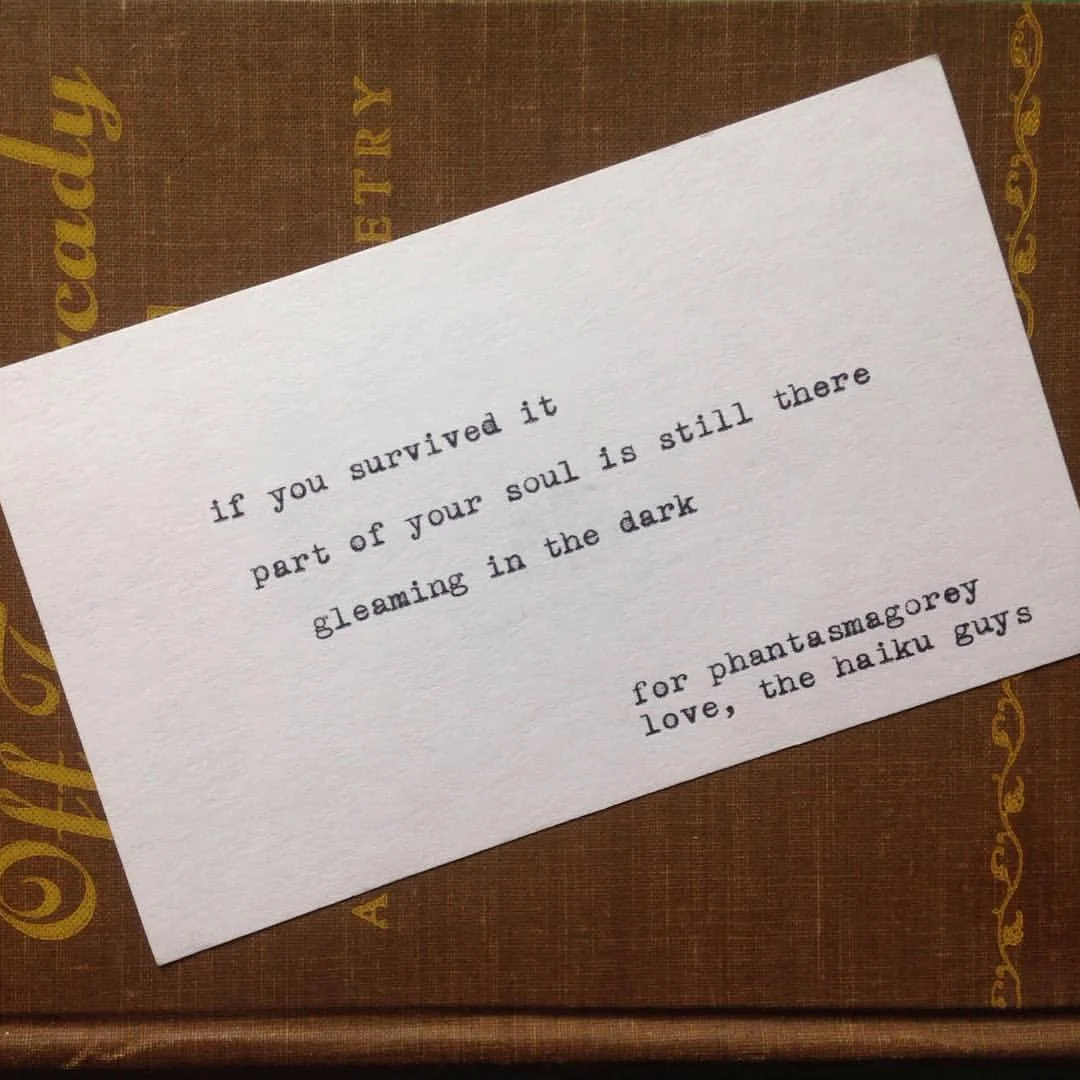 if you survived it
part of your soul is still there
gleaming in the dark
for phantasmagorey
love, the haiku guys
Off